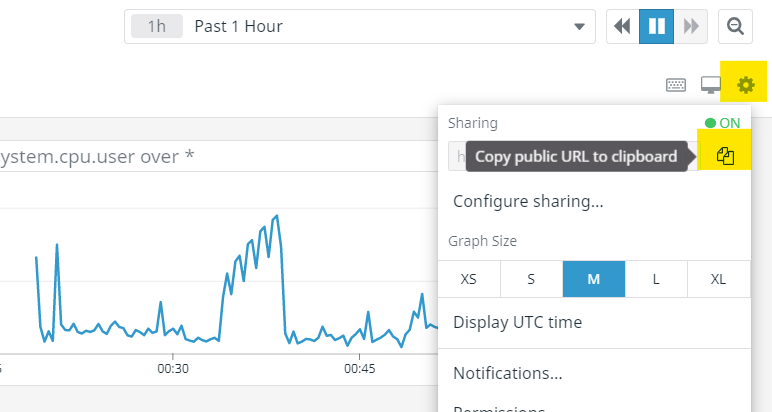 1h Past 1 Hour
Sharing ON
ystem.cpu.user over *
h Copy public URL to clipboard
Configure sharing...
Graph Size
XS S M L XL
Display UTC time
00:30 00:45
Notifications...
Permissions